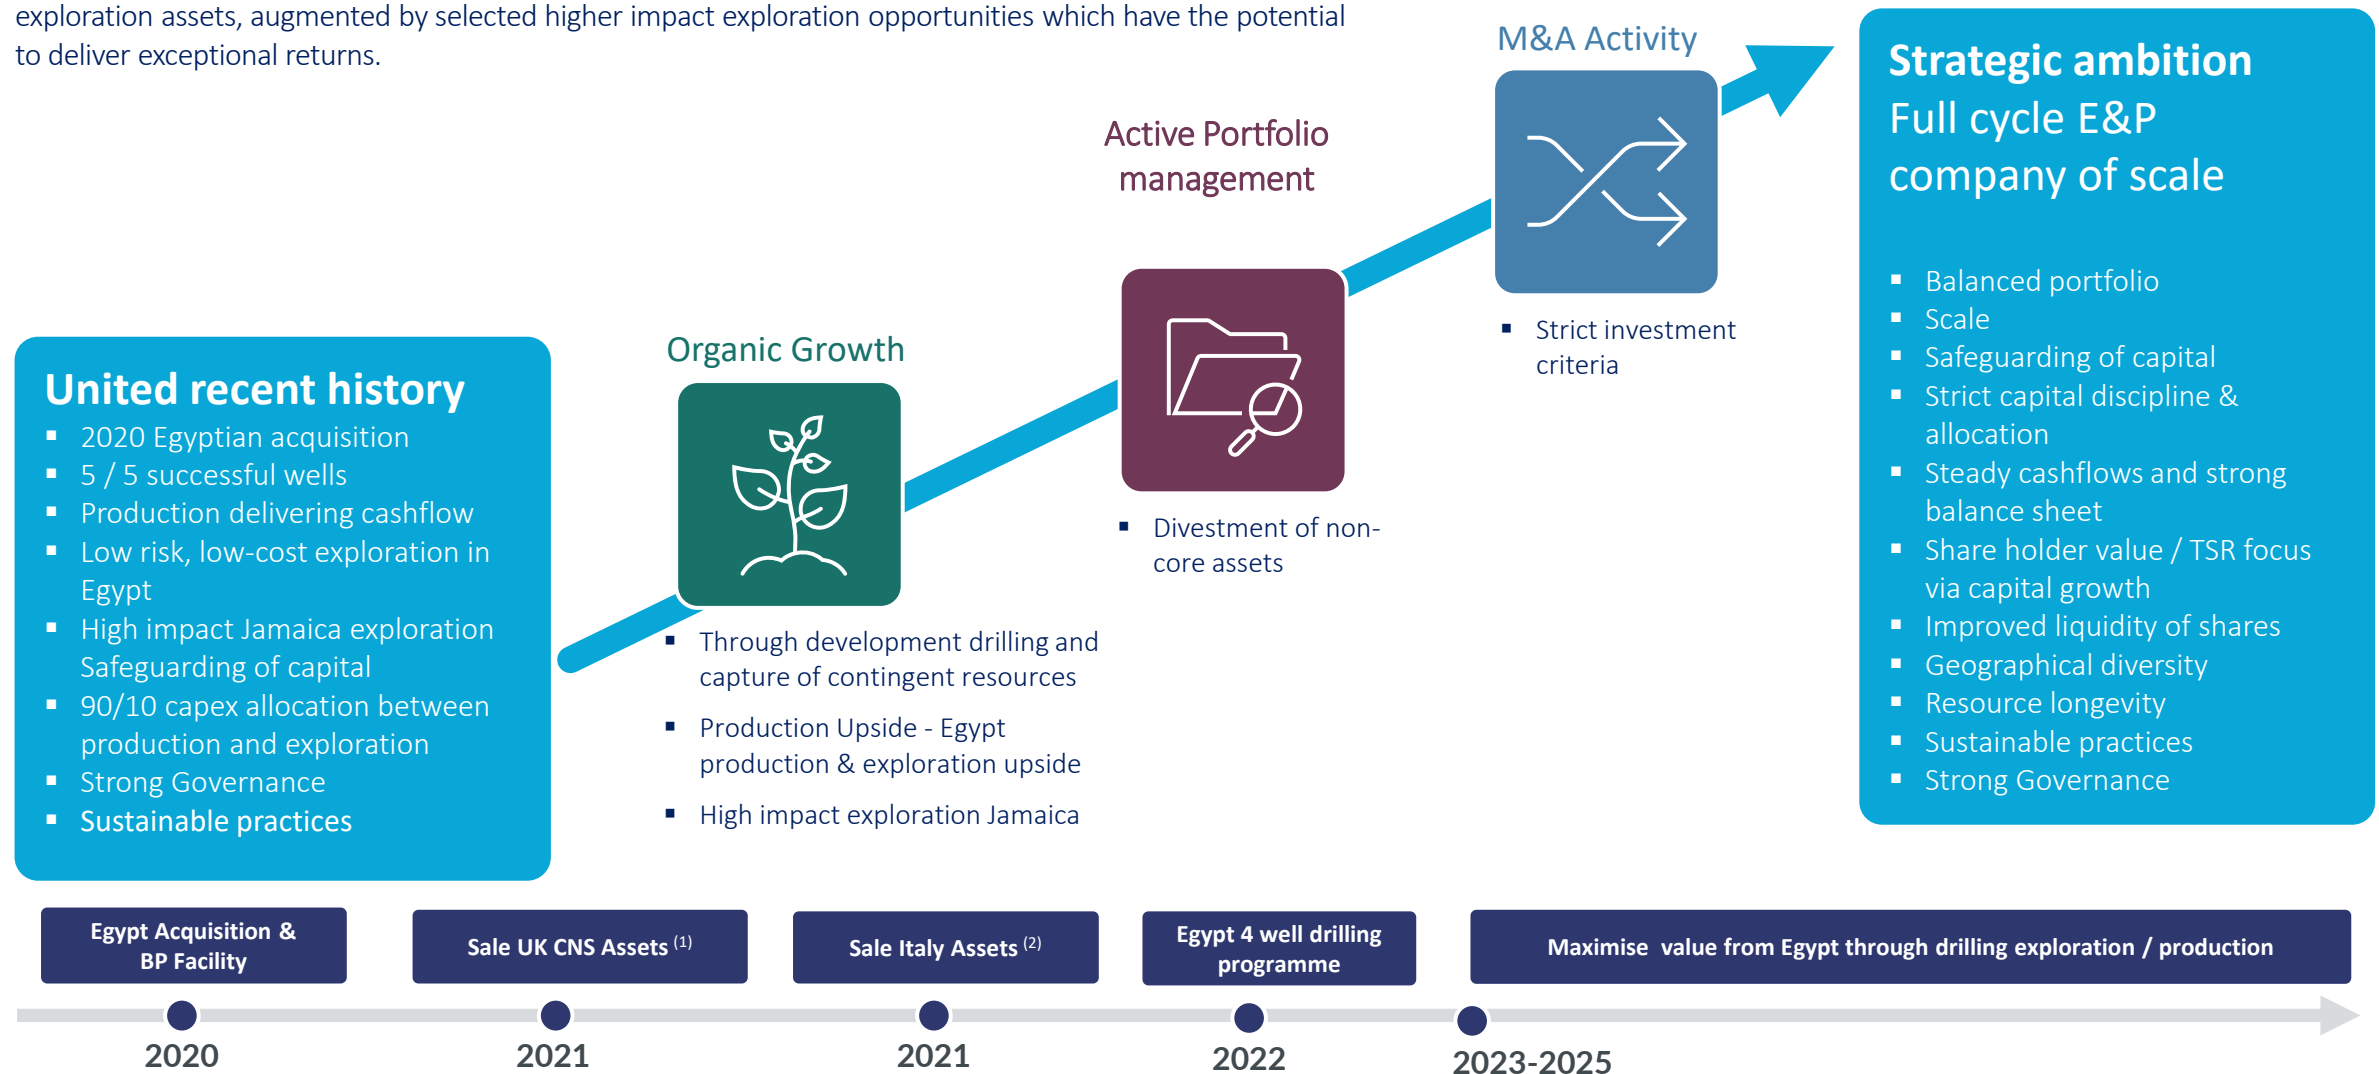 exploration assets, augmented by selected higher impact exploration opportunities which have the potential
to deliver exceptional returns.
United recent history
▪ 2020 Egyptian acquisition
▪ 5 / 5 successful wells
▪ Production delivering cashflow
▪ Low risk, low-cost exploration in
Egypt
▪ High impact Jamaica exploration
Safeguarding of capital
▪ 90/10 capex allocation between
production and exploration
▪ Strong Governance
▪ Sustainable practices
Organic Growth
▪ Through development drilling and
capture of contingent resources
▪ Production Upside - Egypt
production & exploration upside
▪ High impact exploration Jamaica
Active Portfolio
management
▪ Divestment of non-
core assets
M&A Activity
▪ Strict investment
criteria
Strategic ambition
Full cycle E&P
company of scale
▪ Balanced portfolio
▪ Scale
▪ Safeguarding of capital
▪ Strict capital discipline &
allocation
▪ Steady cashflows and strong
balance sheet
▪ Share holder value / TSR focus
via capital growth
▪ Improved liquidity of shares
▪ Geographical diversity
▪ Resource longevity
▪ Sustainable practices
▪ Strong Governance
Egypt Acquisition &
BP Facility
2020
Sale UK CNS Assets (1)
2021
Sale Italy Assets (2)
2021
Egypt 4 well drilling
programme
2022
Maximise value from Egypt through drilling exploration / production
2023-2025